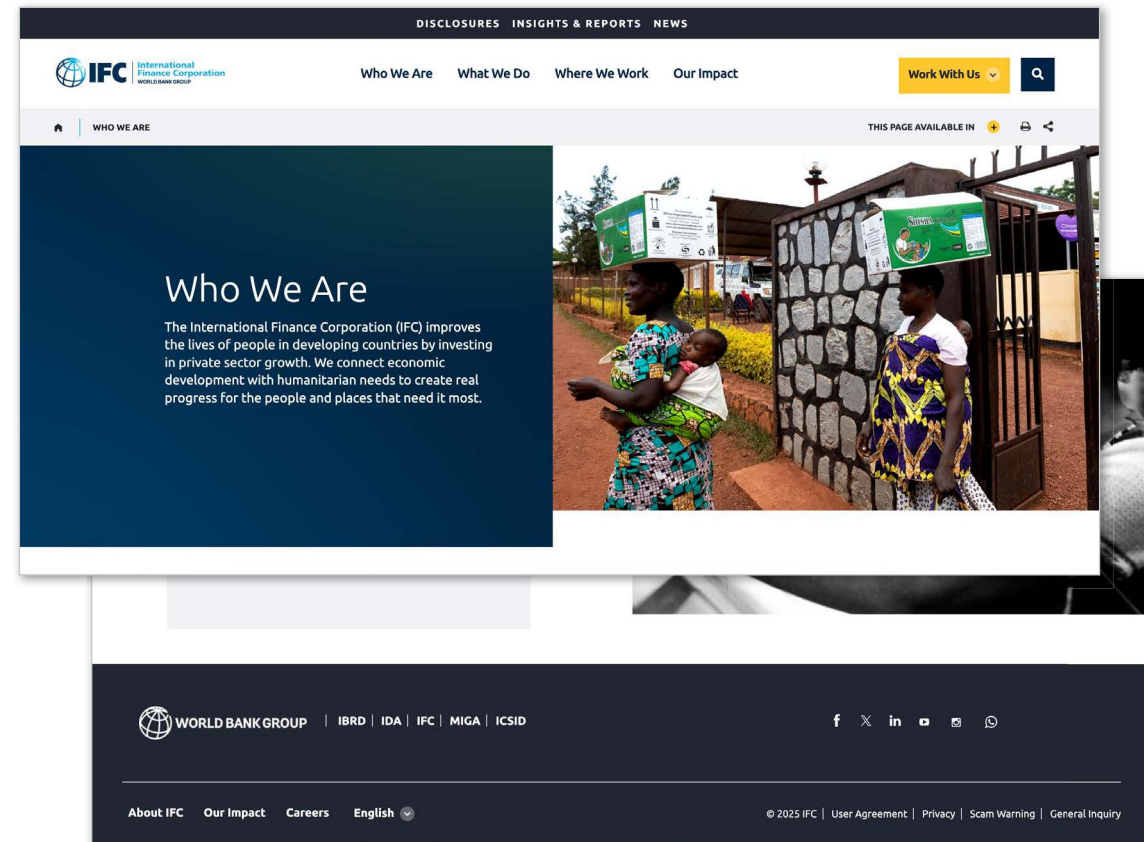 DISCLOSURES INSIGHTS & REPORTS NEWS
IFC
International
Finance Corporation
WORLD BANK GROUP
Who We Are What We Do Where We Work Our Impact
Work With Us
WHO WE ARE
THIS PAGE AVAILABLE IN
Who We Are
The International Finance Corporation (IFC) improves
the lives of people in developing countries by investing
in private sector growth. We connect economic
development with humanitarian needs to create real
progress for the people and places that need it most.
WORLD BANK GROUP | IBRD | IDA | IFC | MIGA | ICSID
About IFC Our Impact Careers English
© 2025 IFC | User Agreement | Privacy | Scam Warning | General Inquiry